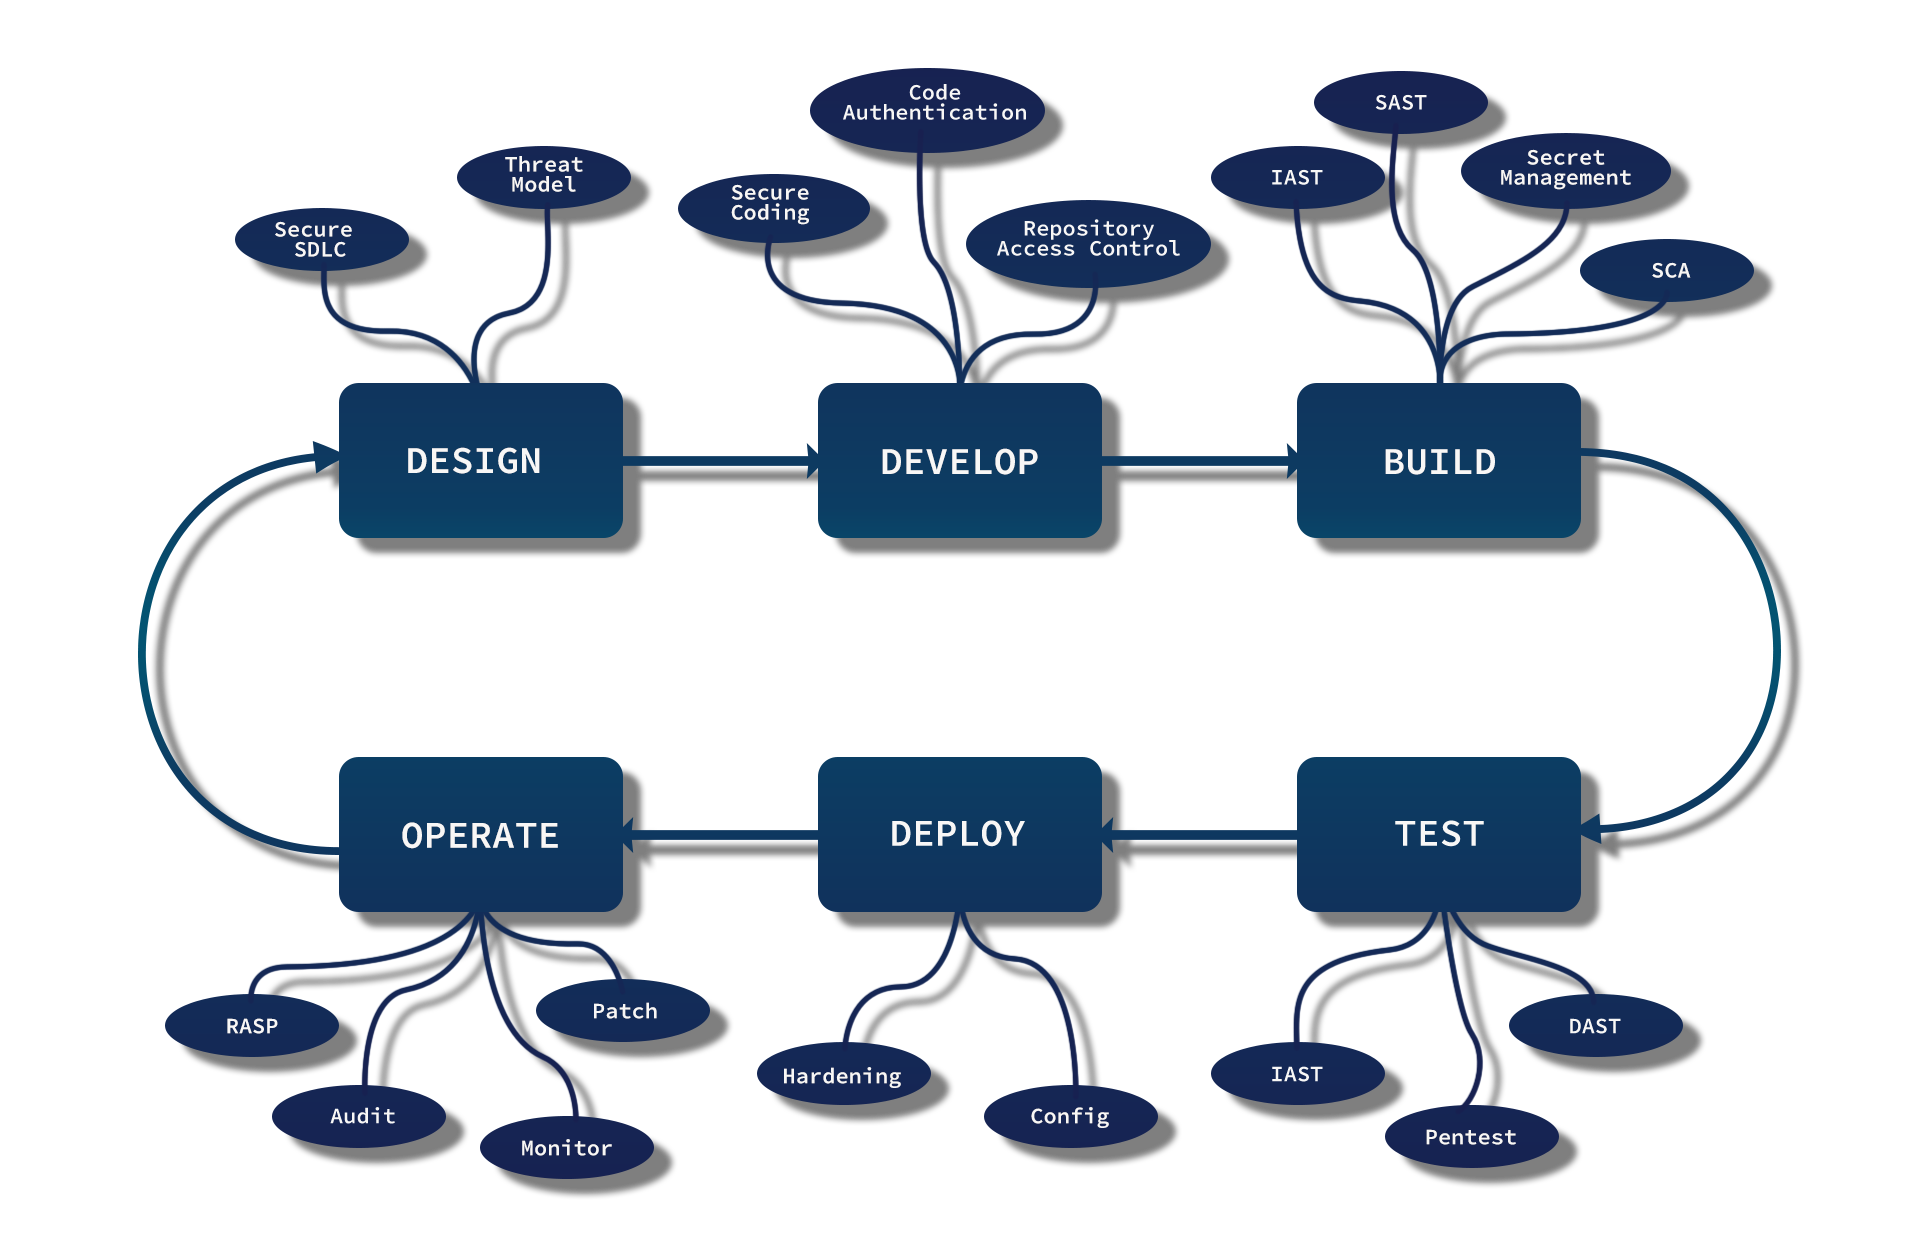 Code
Authentication
SAST
Threat
Model
IAST
Secret
Management
Secure
Coding
Secure
SDLC
Repository
Access Control
SCA
DESIGN
DEVELOP
BUILD
OPERATE
DEPLOY
TEST
RASP
Patch
DAST
Hardening
IAST
Audit
Config
Monitor
Pentest